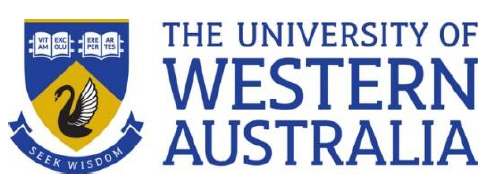 VIT EXC ERE AR
AM OLU PER TES
SEEK WISDOM
THE UNIVERSITY OF
WESTERN
AUSTRALIA